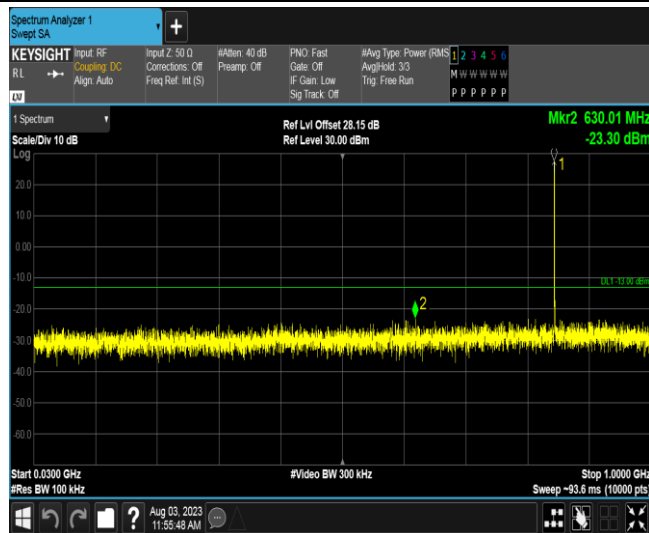 Spectrum Analyzer 1
Swept SA
+
KEYSIGHT
RL
LXI
Input: RF
Coupling: DC
Align: Auto
Input Z: 50 Ω
Corrections: Off
Freq Ref: Int (S)
#Atten: 40 dB
Preamp: Off
PNO: Fast
Gate: Off
IF Gain: Low
Sig Track: Off
#Avg Type: Power (RMS
Avg|Hold: 3/3
Trig: Free Run
1 2 3 4 5 6
M W W W W W
P P P P P P
1 Spectrum
Scale/Div 10 dB
Log
Ref Lvl Offset 28.15 dB
Ref Level 30.00 dBm
Mkr2 630.01 MHz
-23.30 dBm
1
20.0
10.0
0.00
-10.0
DL1 -13.00 dBm
2
-20.0
-30.0
-40.0
-50.0
-60.0
Start 0.0300 GHz
#Res BW 100 kHz
#Video BW 300 kHz
Stop 1.0000 GHz
Sweep ~93.6 ms (10000 pts)
?
Aug 03, 2023
11:55:48 AM